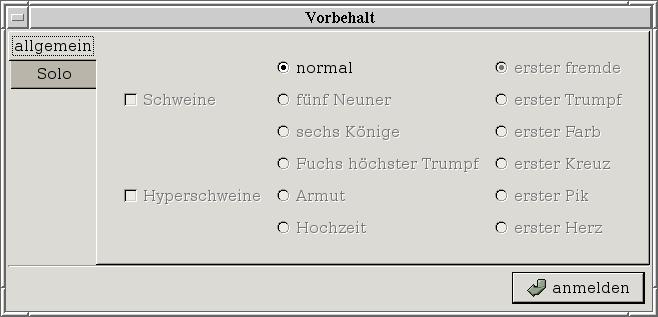 Vorbehalt
allgemein
Solo
normal erster fremde
Schweine fünf Neuner erster Trumpf
sechs Könige erster Farb
Fuchs höchster Trumpf erster Kreuz
Hyperschweine Armut erster Pik
Hochzeit erster Herz
anmelden